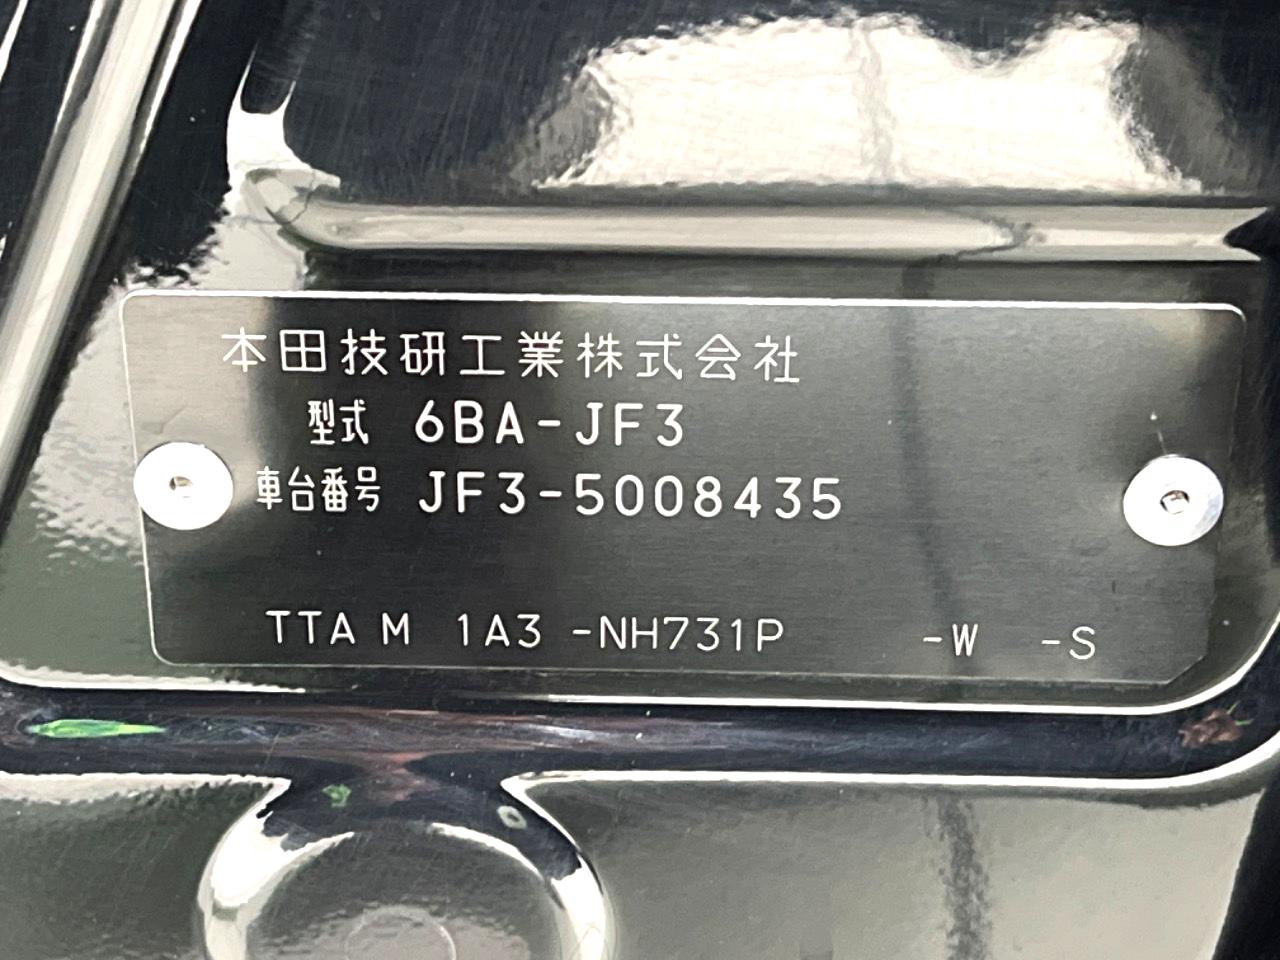 本田技研工業株式会社
型式 6BA-JF3
車台番号 JF3-5008435
TTA M 1A3 -NH731P -W -S